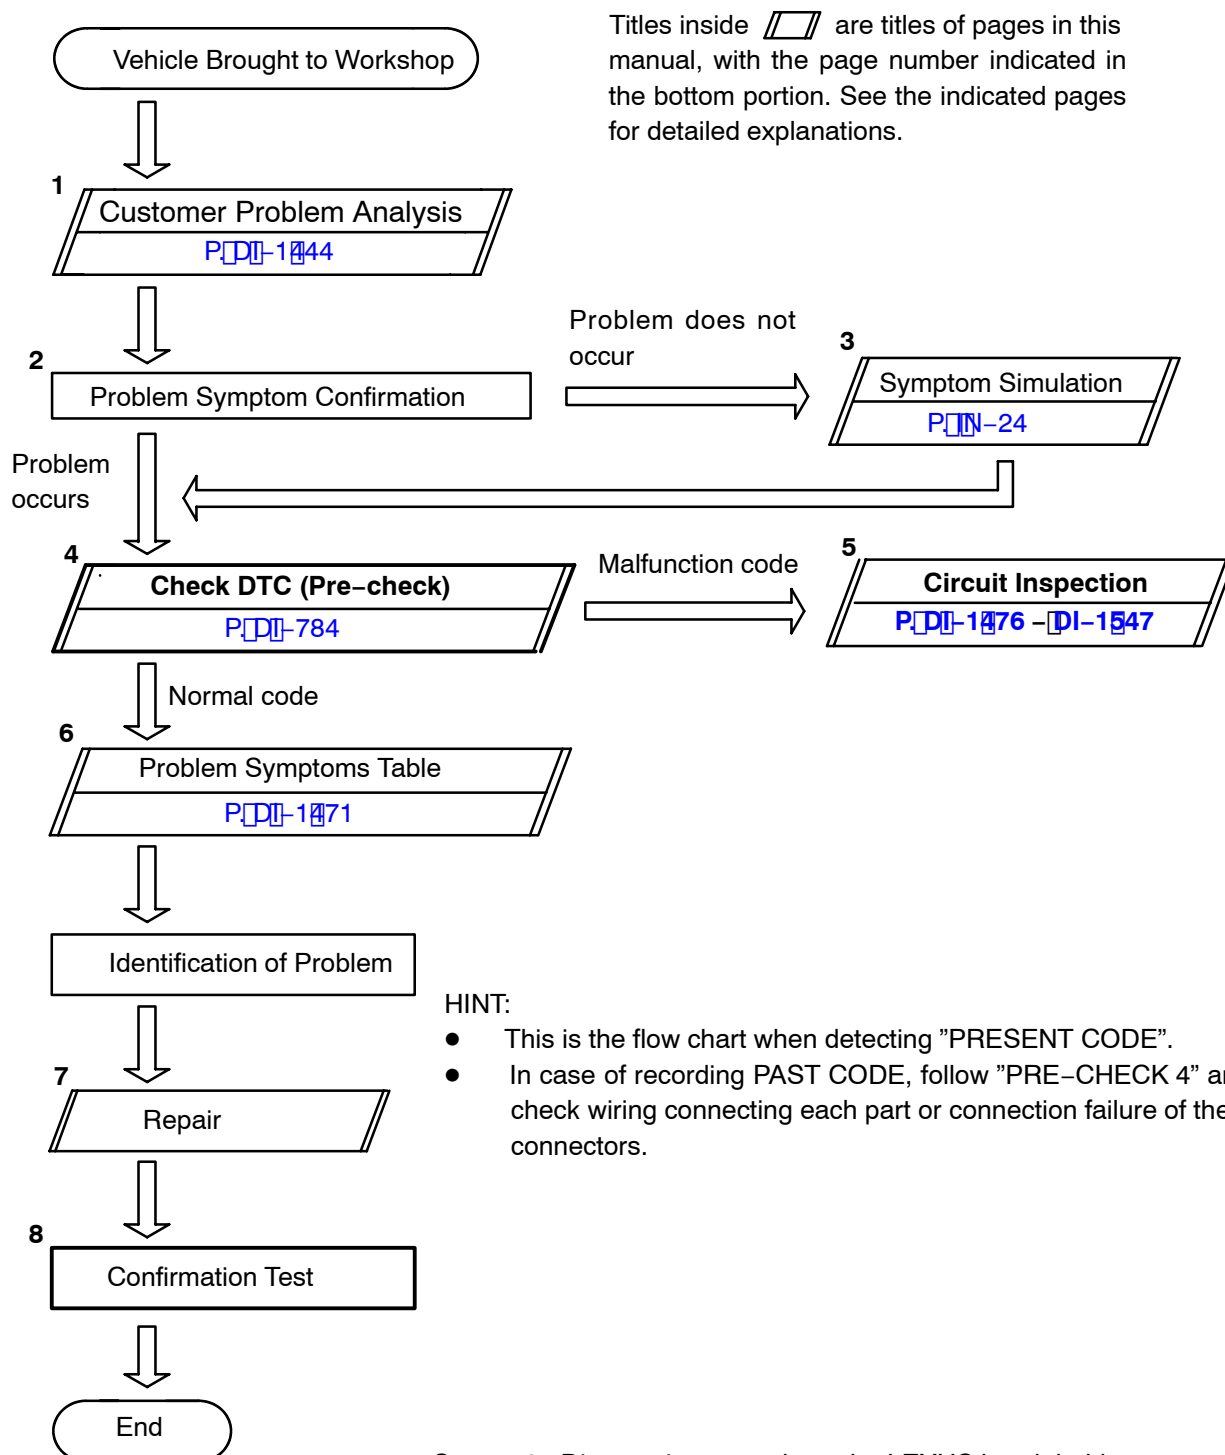 Vehicle Brought to Workshop
Titles inside are titles of pages in this
manual, with the page number indicated in
the bottom portion. See the indicated pages
for detailed explanations.
1
Customer Problem Analysis
P. DI–1444
2
Problem Symptom Confirmation
Problem does not
occur
3
Symptom Simulation
P. IN–24
Problem
occurs
4
Check DTC (Pre–check)
P. DI–784
Malfunction code
5
Circuit Inspection
P. DI–1476 – DI–1547
Normal code
6
Problem Symptoms Table
P. DI–1471
Identification of Problem
HINT:
● This is the flow chart when detecting ”PRESENT CODE”.
● In case of recording PAST CODE, follow ”PRE–CHECK 4”
check wiring connecting each part or connection failure of the
connectors.
7
Repair
8
Confirmation Test
End